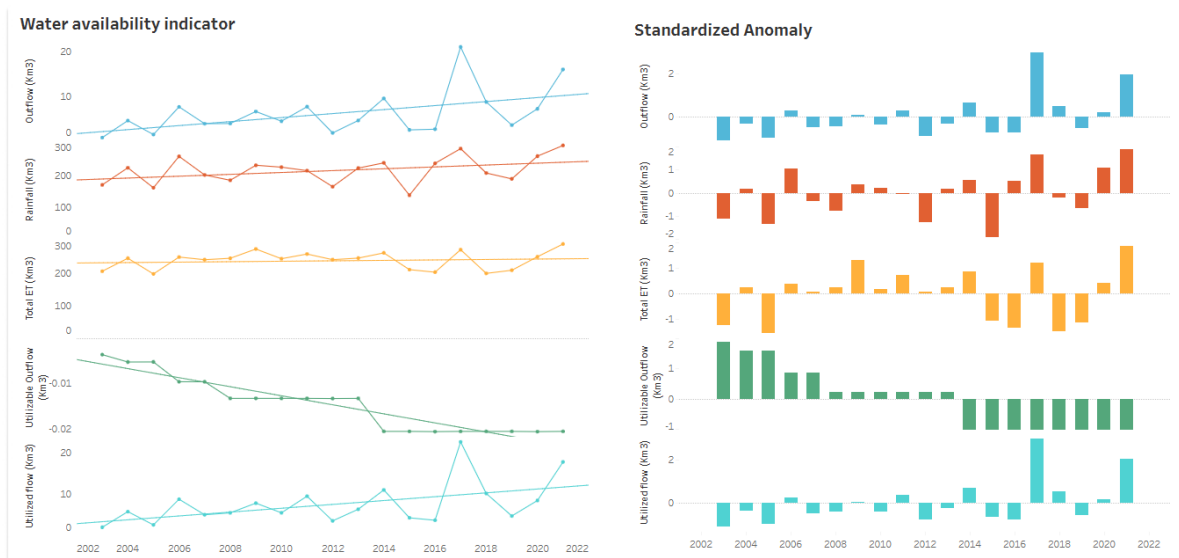 Water availability indicator
Outflow (Km3)
20
10
0
Rainfall (Km3)
300
200
100
0
Total ET (Km3)
300
200
100
0
Utilizable Outflow
(Km3)
-0.01
-0.02
Utilized flow (Km3)
20
10
0
2002 2004 2006 2008 2010 2012 2014 2016 2018 2020 2022
Standardized Anomaly
Outflow (Km3)
2
0
Rainfall (Km3)
2
1
0
-1
-2
Total ET (Km3)
2
1
0
-1
Utilizable Outflow
(Km3)
2
1
0
-1
Utilized flow (Km3)
2
0
2002 2004 2006 2008 2010 2012 2014 2016 2018 2020 2022